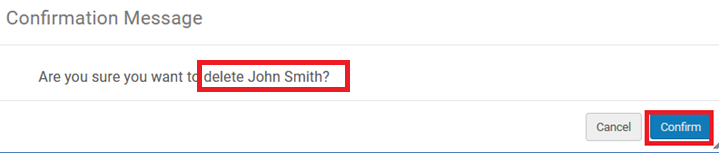 Confirmation Message
Are you sure you want to delete John Smith?
Cancel
Confirm